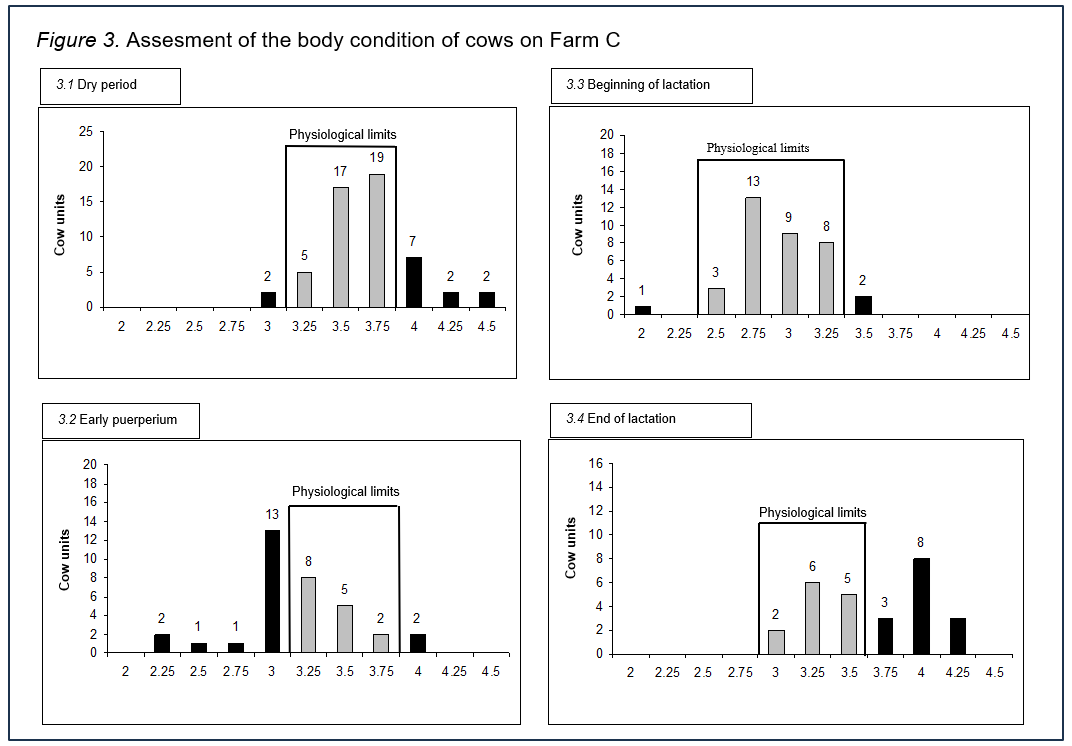 Figure 3. Assesment of the body condition of cows on Farm C
3.1 Dry period
Cow units
25
20
15
10
5
0
Physiological limits
2 5 17 19 7 2 2
2 2.25 2.5 2.75 3 3.25 3.5 3.75 4 4.25 4.5
3.3 Beginning of lactation
Cow units
20
18
16
14
12
10
8
6
4
2
0
Physiological limits
1 3 13 9 8 2
2 2.25 2.5 2.75 3 3.25 3.5 3.75 4 4.25 4.5
3.2 Early puerperium
Cow units
20
18
16
14
12
10
8
6
4
2
0
Physiological limits
2 1 1 13 8 5 2 2
2 2.25 2.5 2.75 3 3.25 3.5 3.75 4 4.25 4.5
3.4 End of lactation
Cow units
16
14
12
10
8
6
4
2
0
Physiological limits
2 6 5 3 8
2 2.25 2.5 2.75 3 3.25 3.5 3.75 4 4.25 4.5